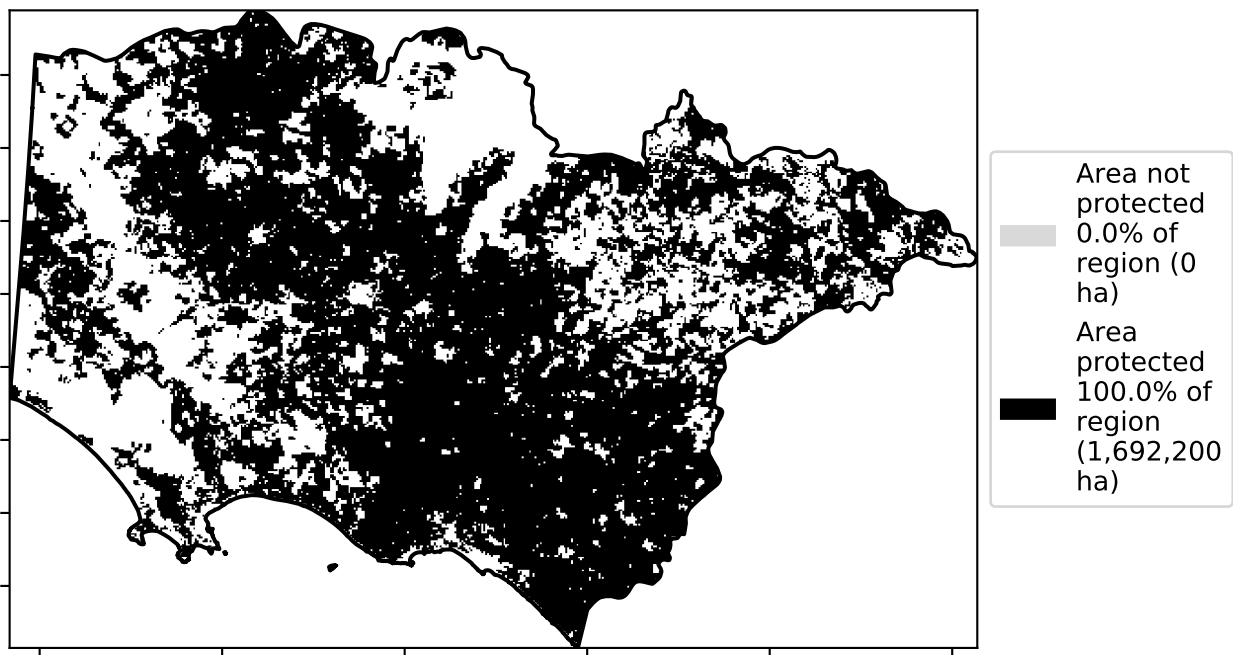 Area not
protected
0.0% of
region (0
ha)
Area
protected
100.0% of
region
(1,692,200
ha)